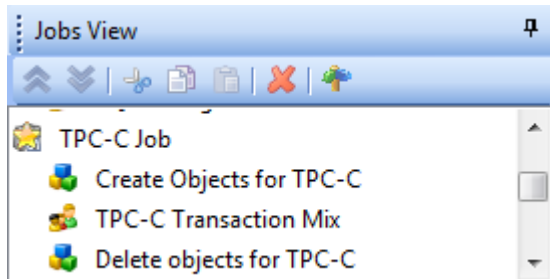 Jobs View
TPC-C Job
Create Objects for TPC-C
TPC-C Transaction Mix
Delete objects for TPC-C